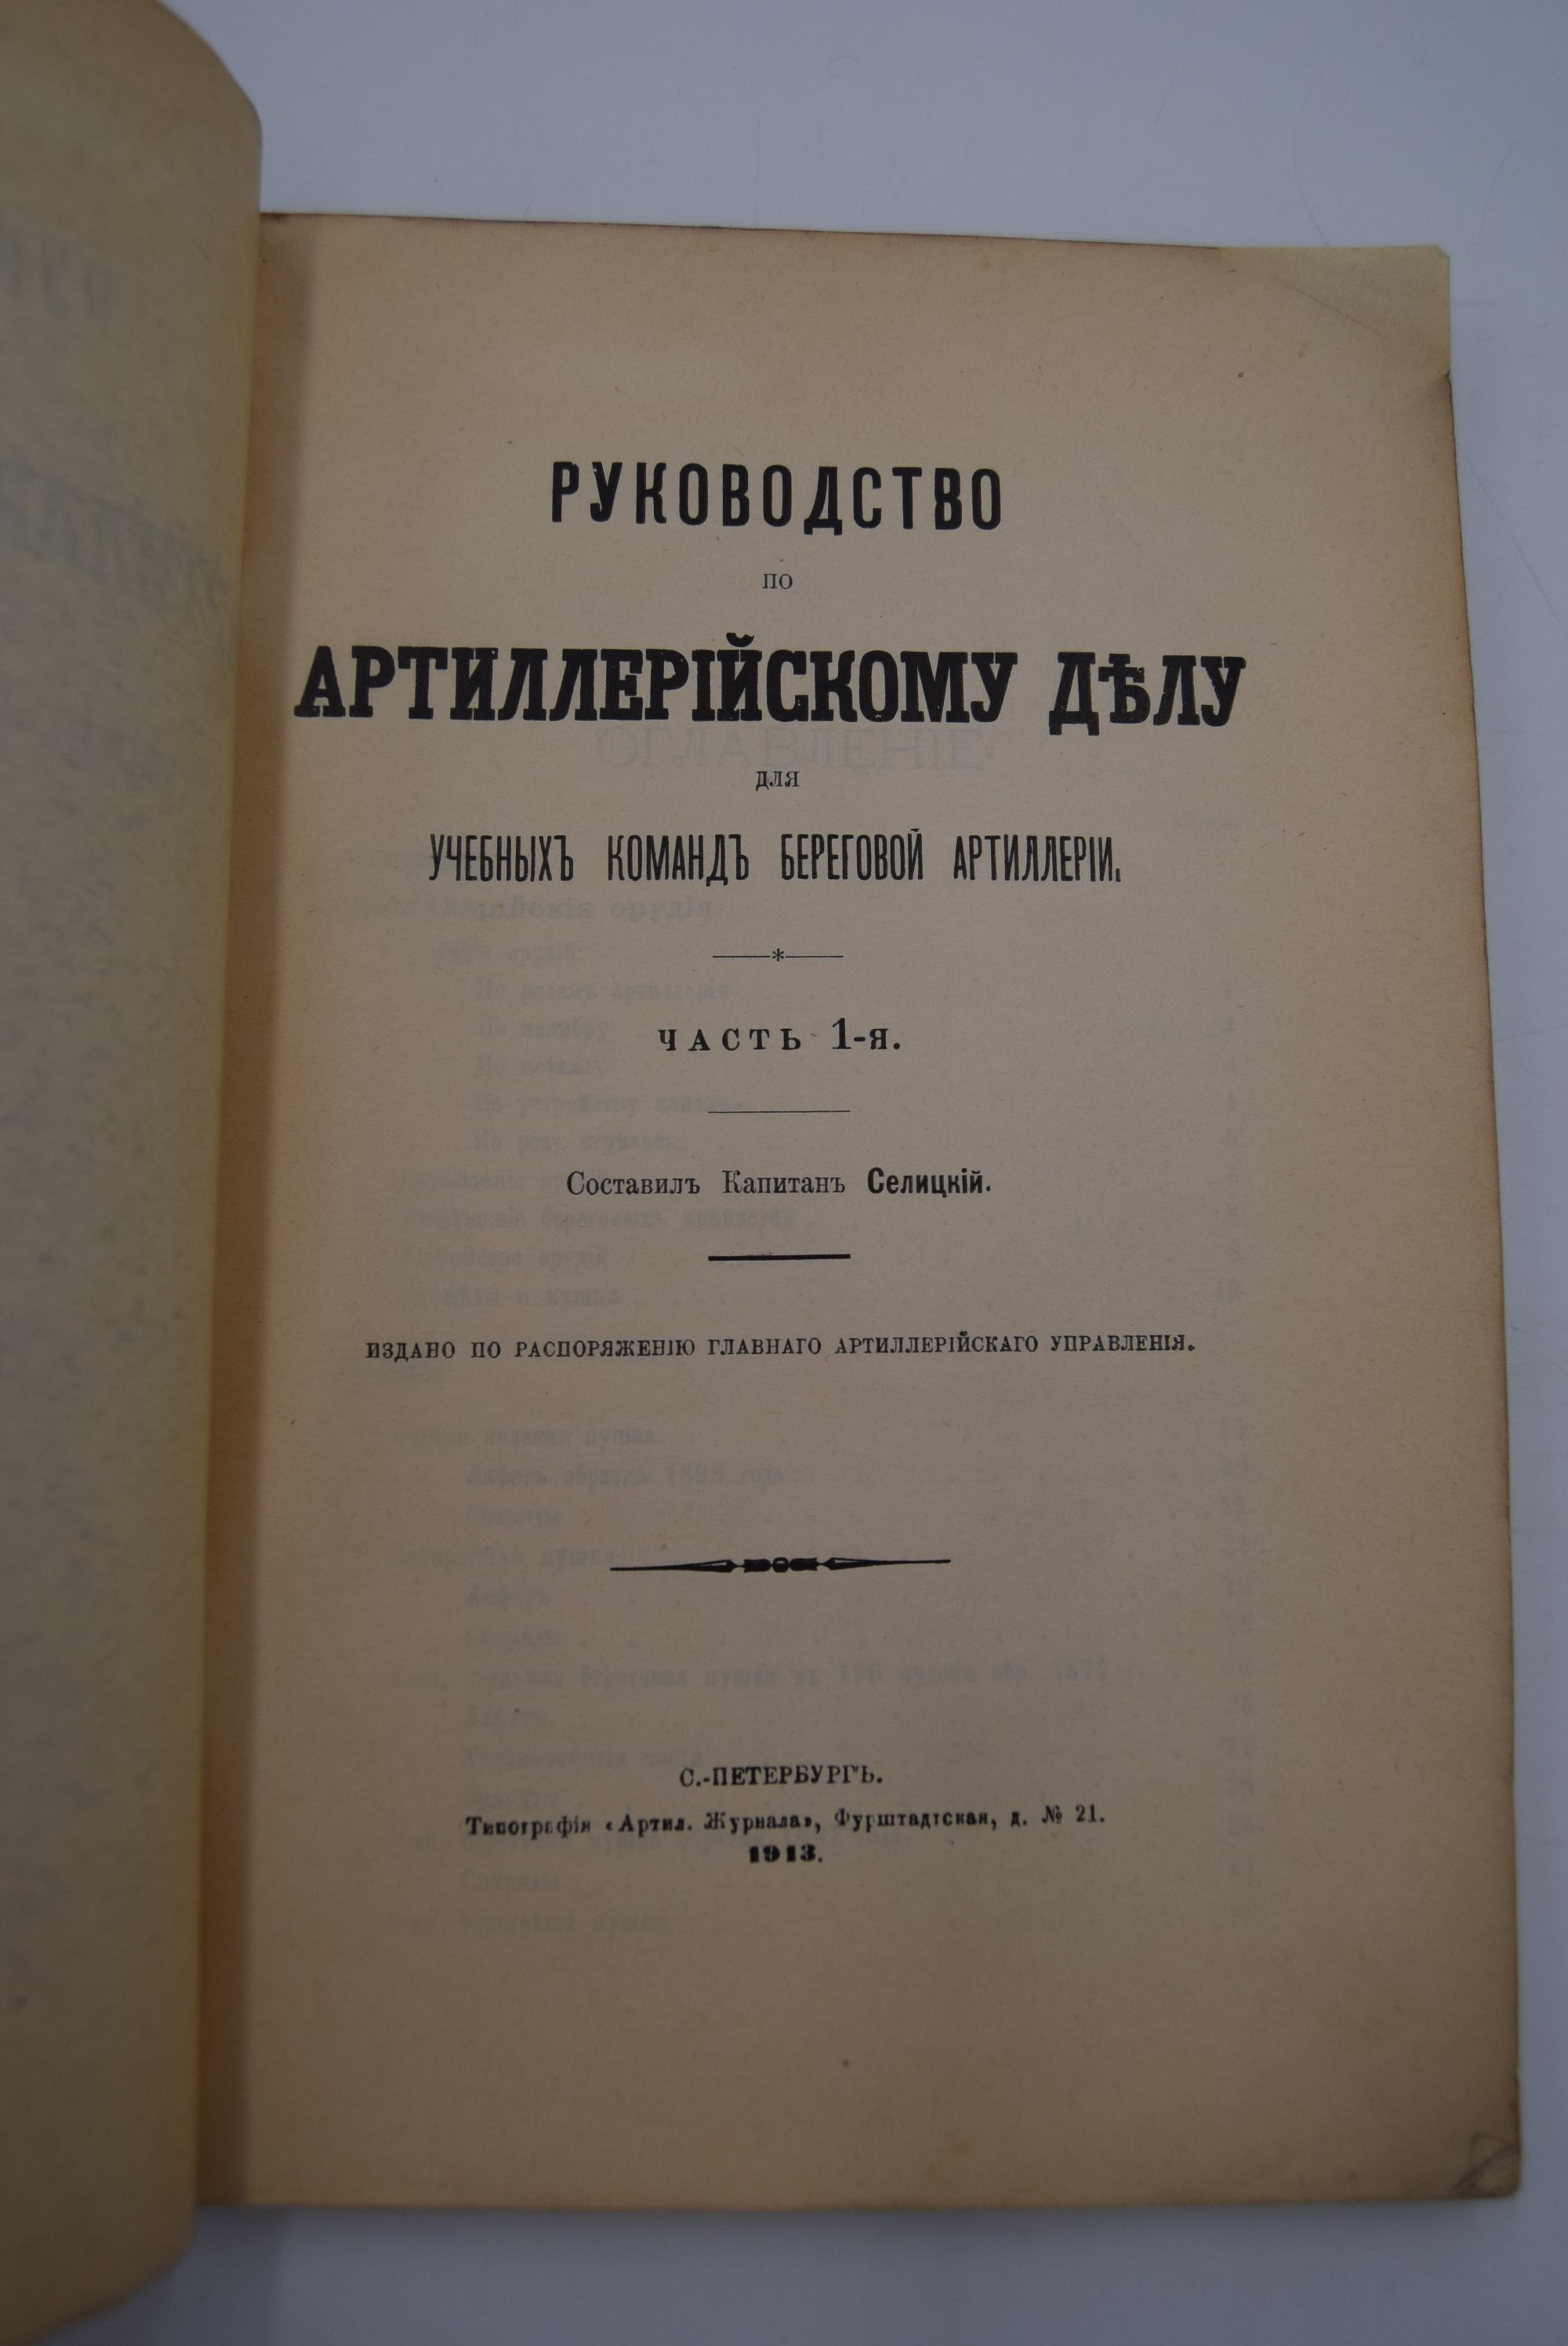 РУКОВОДСТВО
ПО
АРТИЛЛЕРІЙСКОМУ ДѢЛУ
ДЛЯ
УЧЕБНЫХЪ КОМАНДЪ БЕРЕГОВОЙ АРТИЛЛЕРІИ.
ЧАСТЬ 1-я.
Составилъ Капитанъ Селицкій.
ИЗДАНО ПО РАСПОРЯЖЕНІЮ ГЛАВНАГО АРТИЛЛЕРІЙСКАГО УПРАВЛЕНІЯ.
С.-ПЕТЕРБУРГЪ.
Типографія «Артил. Журнала», Фурштадтская, д. № 21.
1913.